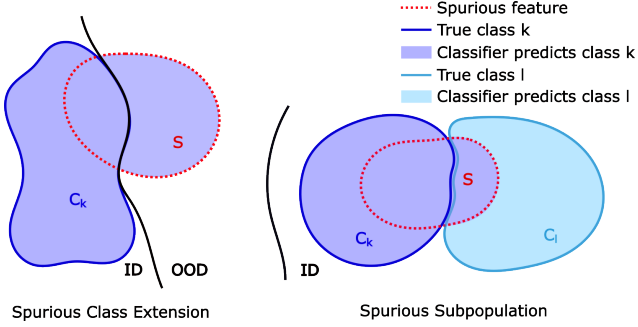 Spurious feature
True class k
Classifier predicts class k
True class l
Classifier predicts class l
S
Cₖ
ID OOD
Spurious Class Extension
S
Cₖ
Cₗ
ID
Spurious Subpopulation